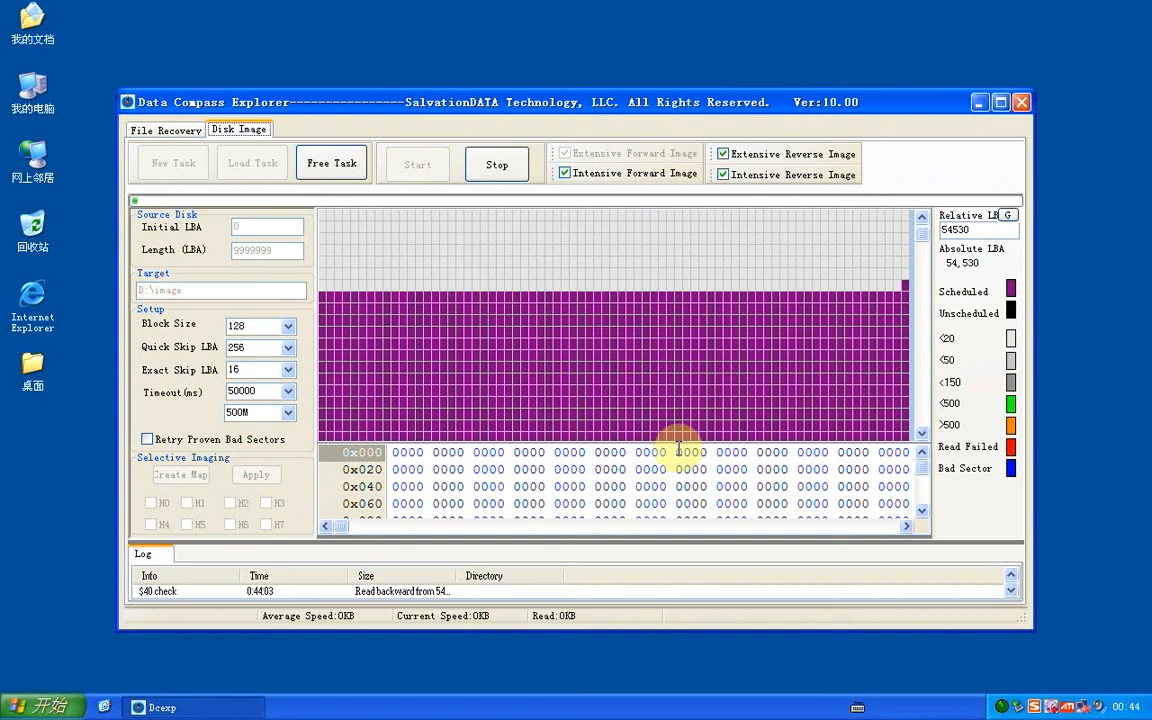 我的文档
我的电脑
网上邻居
回收站
Internet
Explorer
桌面
Data Compass Explorer----------------SalvationDATA Technology, LLC. All Rights Reserved.   Ver:10.00
File Recovery Disk Image
New Task Load Task Free Task Start Stop
Extensive Forward Image Extensive Reverse Image
Intensive Forward Image Intensive Reverse Image
Source Disk
Initial LBA 0
Length (LBA) 9999999
Target
D:\image
Setup
Block Size 128
Quick Skip LBA 256
Exact Skip LBA 16
Timeout(ms) 50000
500M
Retry Proven Bad Sectors
Selective Imaging
Create Map Apply
H0 H1 H2 H3
H4 H5 H6 H7
0x000 0000 0000 0000 0000 0000 0000 0000 0000 0000 0000 0000 0000 0000
0x020 0000 0000 0000 0000 0000 0000 0000 0000 0000 0000 0000 0000 0000
0x040 0000 0000 0000 0000 0000 0000 0000 0000 0000 0000 0000 0000 0000
0x060 0000 0000 0000 0000 0000 0000 0000 0000 0000 0000 0000 0000 0000
Relative LB G
54530
Absolute LBA
54,530
Scheduled
Unscheduled
<20
<50
<150
<500
>500
Read Failed
Bad Sector
Log
Info Time Size Directory
$40 check 0:44:03 Read backward from 54...
Average Speed:0KB Current Speed:0KB Read:0KB
开始 Dcexp 00:44